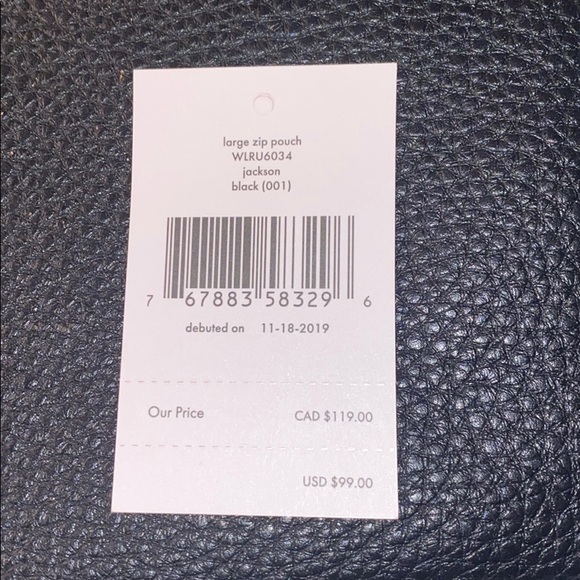 large zip pouch
WLRU6034
jackson
black (001)
7 67883 58329 6
debuted on 11-18-2019
Our Price CAD $119.00
USD $99.00